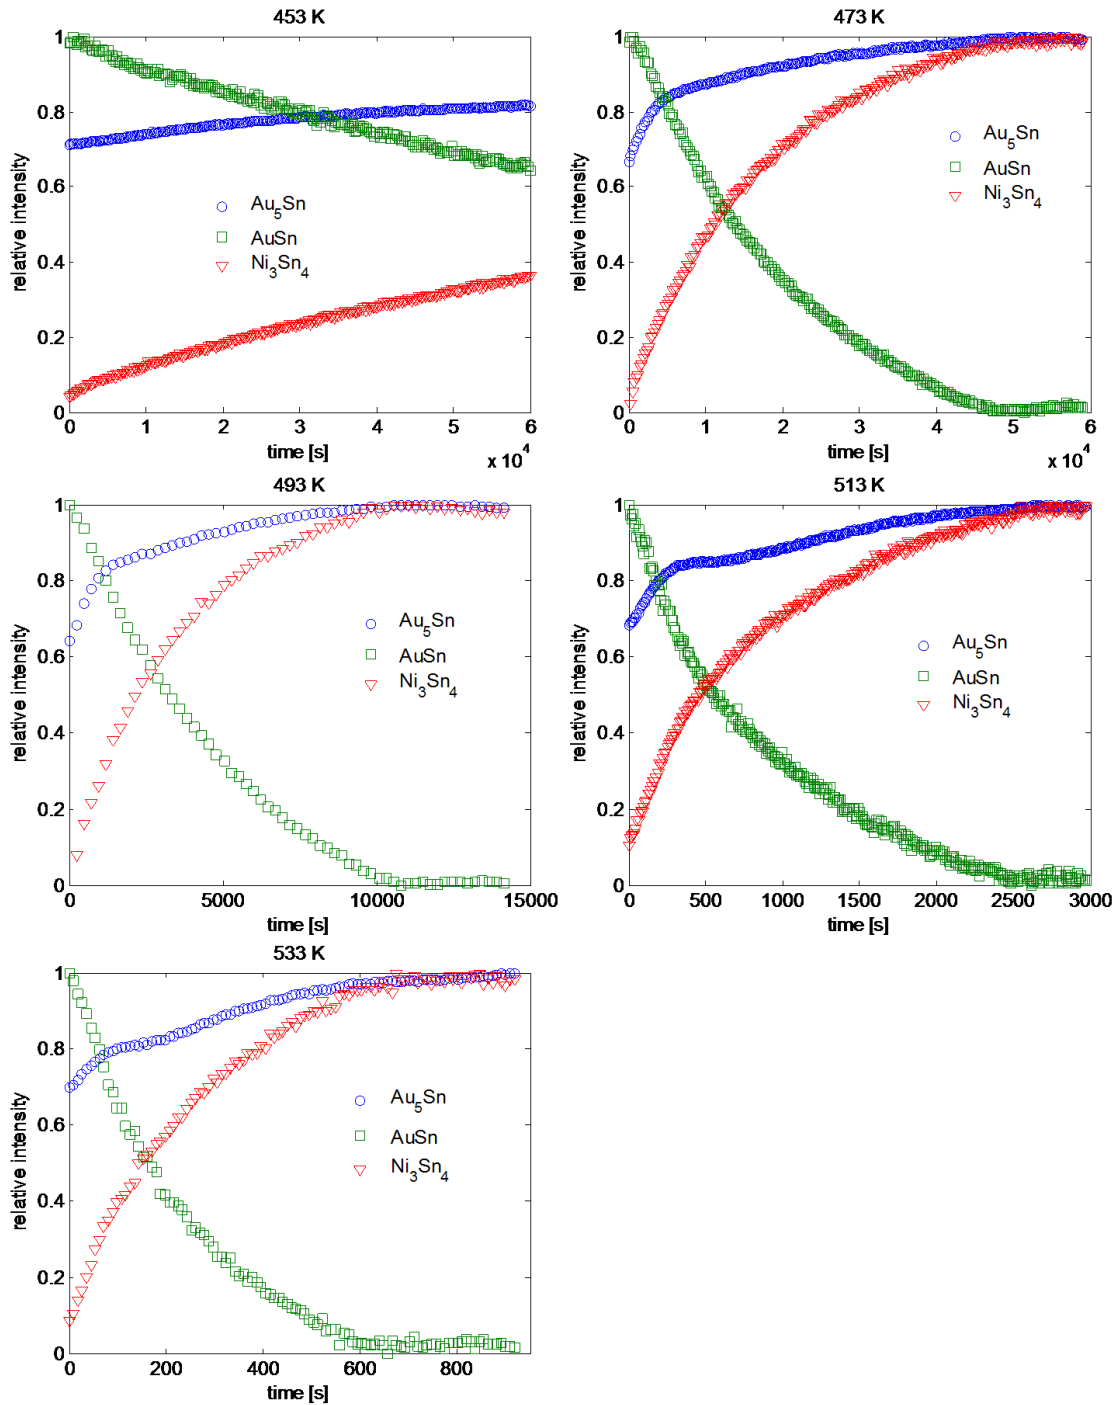 453 K
1
0.8
0.6
0.4
0.2
0
relative intensity
Au5Sn
AuSn
Ni3Sn4
0 1 2 3 4 5 6
time [s]
x 10^4
473 K
1
0.8
0.6
0.4
0.2
0
relative intensity
Au5Sn
AuSn
Ni3Sn4
0 1 2 3 4 5 6
time [s]
x 10^4
493 K
1
0.8
0.6
0.4
0.2
0
relative intensity
Au5Sn
AuSn
Ni3Sn4
0 5000 10000 15000
time [s]
513 K
1
0.8
0.6
0.4
0.2
0
relative intensity
Au5Sn
AuSn
Ni3Sn4
0 500 1000 1500 2000 2500 3000
time [s]
533 K
1
0.8
0.6
0.4
0.2
0
relative intensity
Au5Sn
AuSn
Ni3Sn4
0 200 400 600 800
time [s]